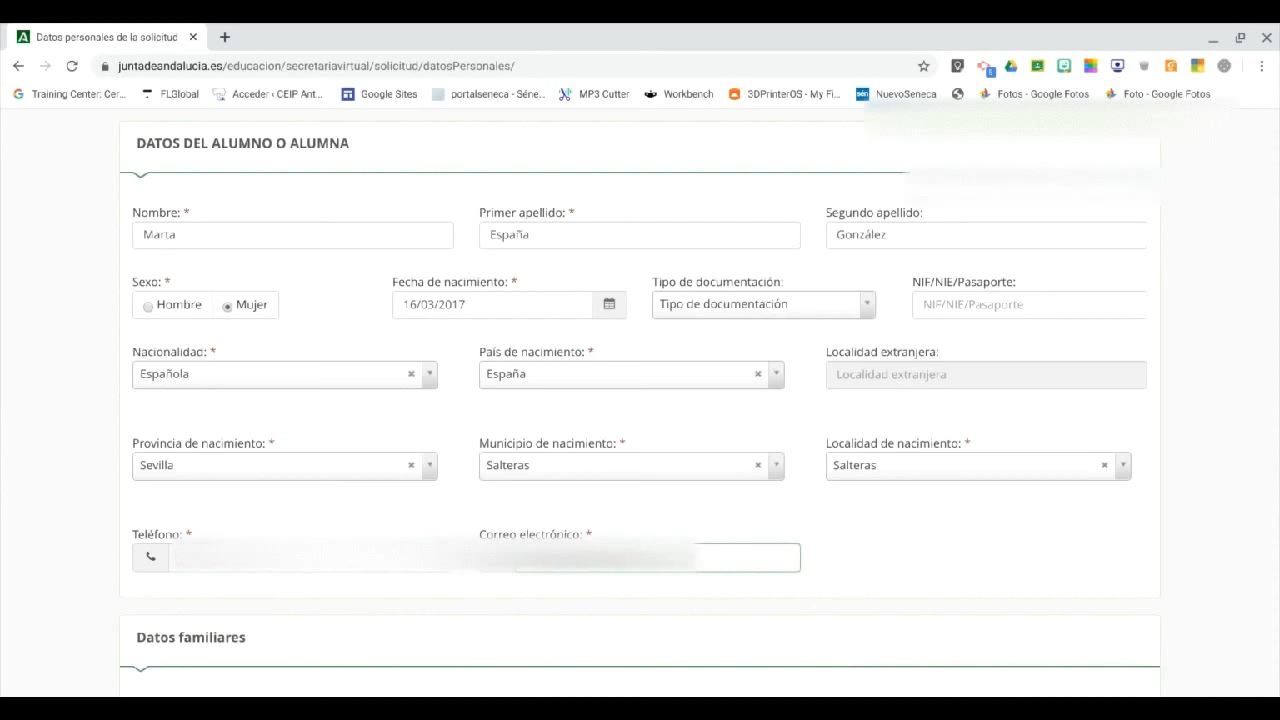 Datos personales de la solicitud
juntadeandalucia.es/educacion/secretariavirtual/solicitud/datosPersonales/
Training Center: Cer... FLGlobal Acceder ‹ CEIP Ant... Google Sites portalseneca - Séne... MP3 Cutter Workbench 3DPrinterOS - My Fi... NuevoSeneca Fotos - Google Fotos Foto - Google Fotos
DATOS DEL ALUMNO O ALUMNA
Nombre: * Primer apellido: * Segundo apellido:
Marta España González
Sexo: * Fecha de nacimiento: * Tipo de documentación: NIF/NIE/Pasaporte:
Hombre Mujer 16/03/2017 Tipo de documentación NIF/NIE/Pasaporte
Nacionalidad: * País de nacimiento: * Localidad extranjera:
Española España Localidad extranjera
Provincia de nacimiento: * Municipio de nacimiento: * Localidad de nacimiento: *
Sevilla Salteras Salteras
Teléfono: * Correo electrónico: *
Datos familiares